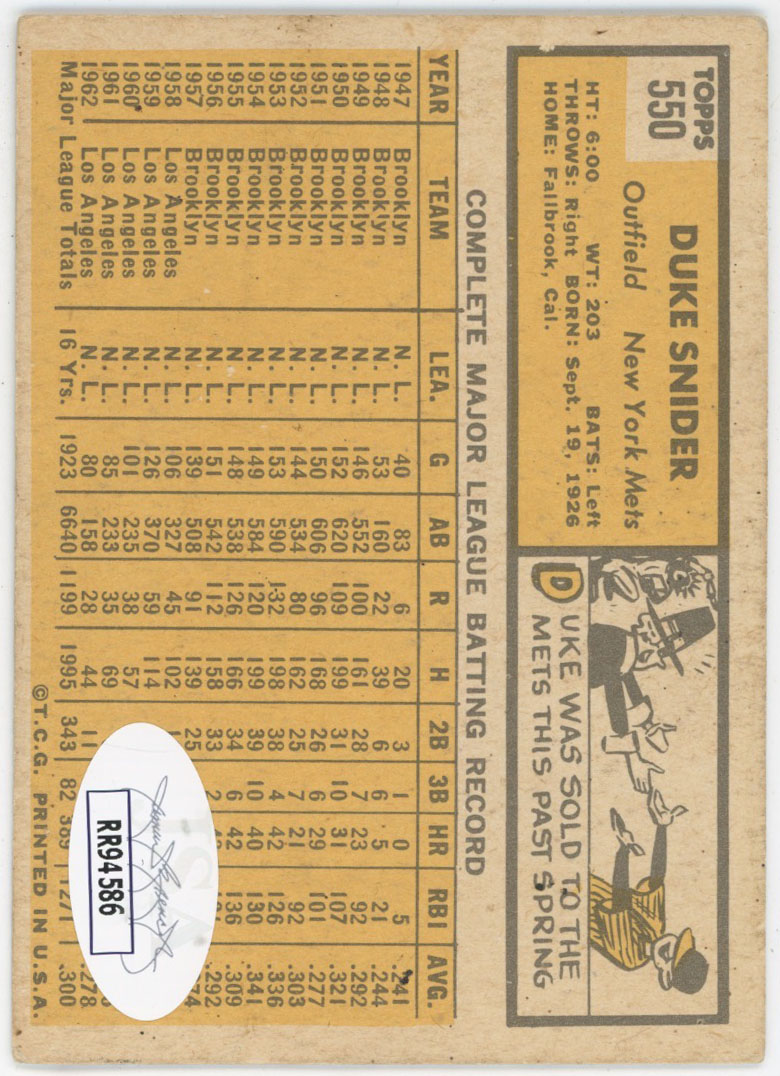 TOPPS
550
DUKE SNIDER
Outfield New York Mets
HT: 6:00 WT: 203 BATS: Left
THROWS: Right BORN: Sept. 19, 1926
HOME: Fallbrook, Cal.
DUKE WAS SOLD TO THE
METS THIS PAST SPRING
COMPLETE MAJOR LEAGUE BATTING RECORD
YEAR TEAM LEA. G AB R H 2B 3B HR RBI AVG.
1947 Brooklyn N. L. 40 83 6 20 3 1 0 5 .241
1948 Brooklyn N. L. 53 160 22 39 6 6 5 21 .244
1949 Brooklyn N. L. 146 552 100 161 28 7 23 92 .292
1950 Brooklyn N. L. 152 620 109 199 31 10 31 107 .321
1951 Brooklyn N. L. 150 606 96 168 26 6 29 101 .277
1952 Brooklyn N. L. 144 534 80 162 25 7 21 92 .303
1953 Brooklyn N. L. 153 590 132 198 38 4 42 126 .336
1954 Brooklyn N. L. 149 584 120 199 39 10 40 130 .341
1955 Brooklyn N. L. 148 538 126 166 34 6 42 136 .309
1956 Brooklyn N. L. 151 542 112 158 33 2 .292
1957 Brooklyn N. L. 139 508 91 139 25
1958 Los Angeles N. L. 106 327 45 102
1959 Los Angeles N. L. 126 370 59 114
1960 Los Angeles N. L. 101 235 38 57
1961 Los Angeles N. L. 85 233 35 69
1962 Los Angeles N. L. 80 158 28 44 11 .278
Major League Totals 16 Yrs. 1923 6640 1199 1995 343 82 389 1271 .300
©T.C.G. PRINTED IN U.S.A.
RR94586